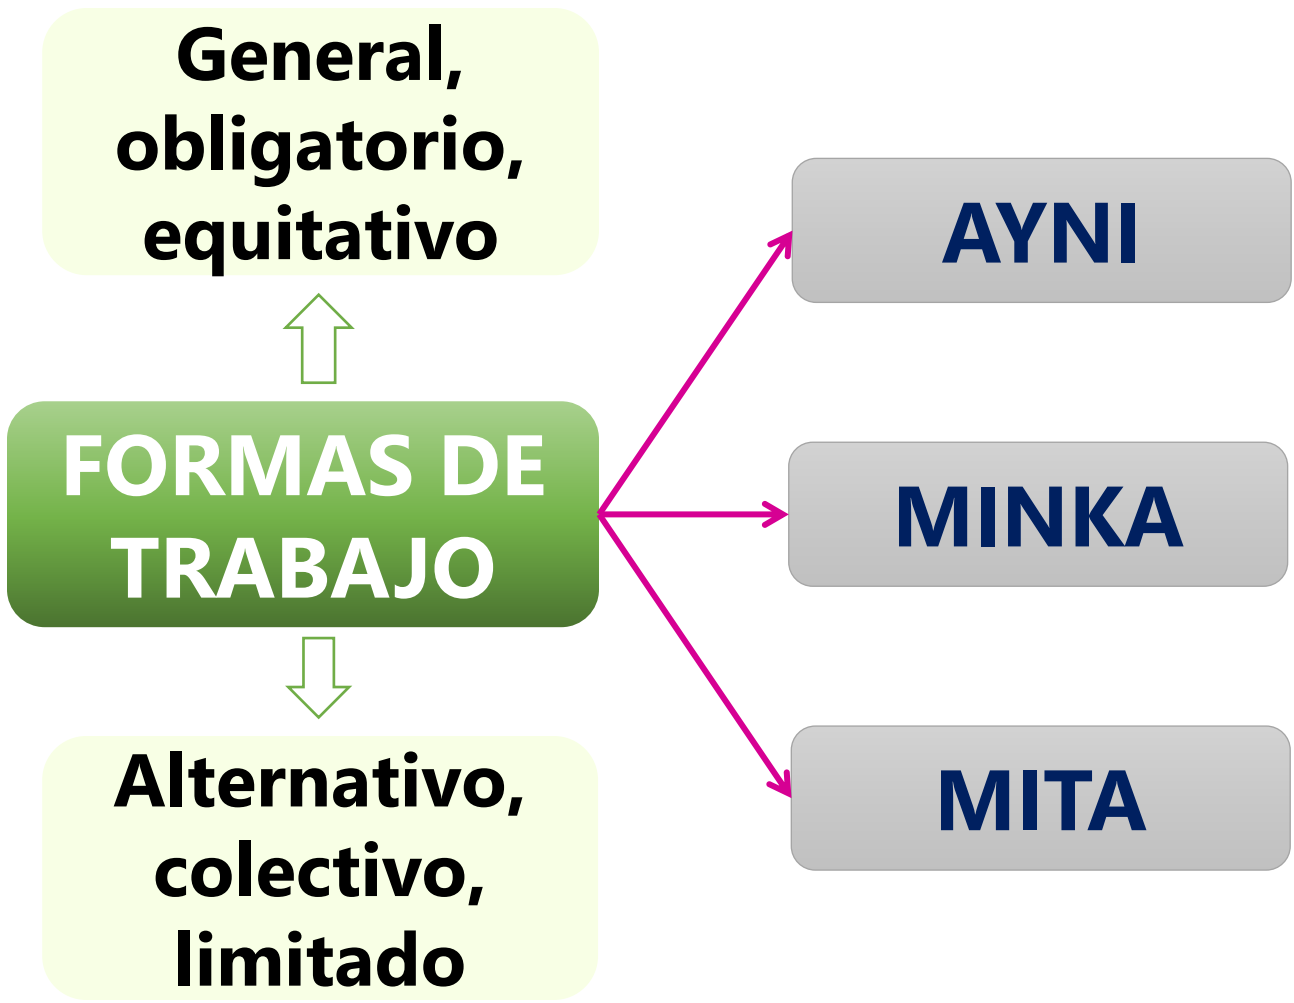 General,
obligatorio,
equitativo
FORMAS DE
TRABAJO
Alternativo,
colectivo,
limitado
AYNI
MINKA
MITA